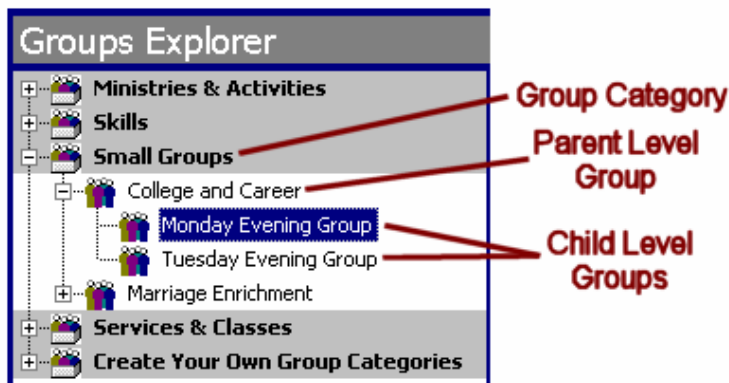 Groups Explorer
Ministries & Activities
Skills
Small Groups
College and Career
Monday Evening Group
Tuesday Evening Group
Marriage Enrichment
Services & Classes
Create Your Own Group Categories
Group Category
Parent Level
Group
Child Level
Groups